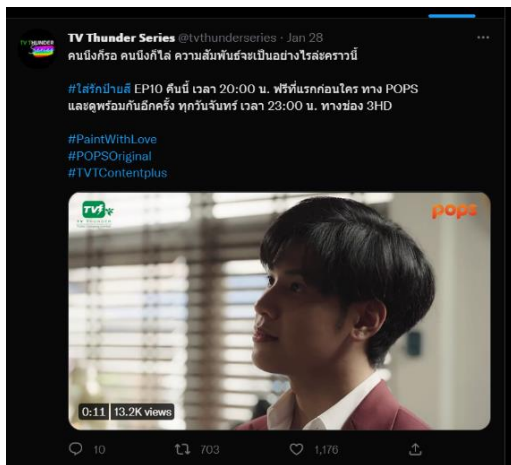 TV Thunder Series @tvthunderseries · Jan 28
คนนึงก็รอ คนนึงก็ไล่ ความสัมพันธ์จะเป็นอย่างไรล่ะคราวนี้
#ใส่รักป้ายสี EP10 คืนนี้ เวลา 20:00 น. ฟรีที่แรกก่อนใคร ทาง POPS
และดูพร้อมกันอีกครั้ง ทุกวันจันทร์ เวลา 23:00 น. ทางช่อง 3HD
#PaintWithLove
#POPSOriginal
#TVTContentplus
TVT
pops
0:11 13.2K views
10 703 1,176